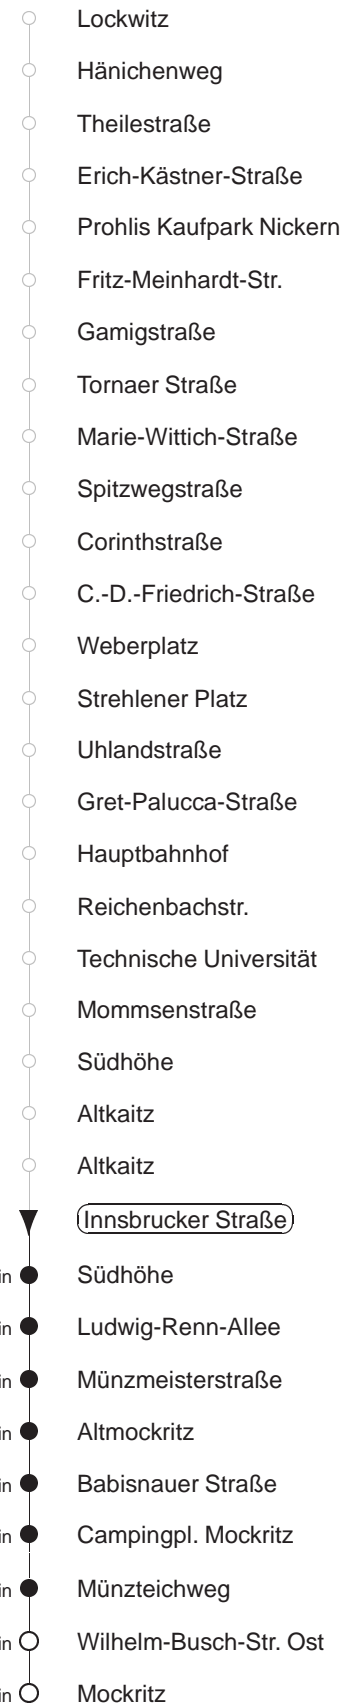 Lockwitz
Hänichenweg
Theilestraße
Erich-Kästner-Straße
Prohlis Kaufpark Nickern
Fritz-Meinhardt-Str.
Gamigstraße
Tornaer Straße
Marie-Wittich-Straße
Spitzwegstraße
Corinthstraße
C.-D.-Friedrich-Straße
Weberplatz
Strehlener Platz
Uhlandstraße
Gret-Palucca-Straße
Hauptbahnhof
Reichenbachstr.
Technische Universität
Mommsenstraße
Südhöhe
Altkaitz
Altkaitz
Innsbrucker Straße
in Südhöhe
in Ludwig-Renn-Allee
in Münzmeisterstraße
in Altmockritz
in Babisnauer Straße
in Campingpl. Mockritz
in Münzteichweg
in Wilhelm-Busch-Str. Ost
in Mockritz